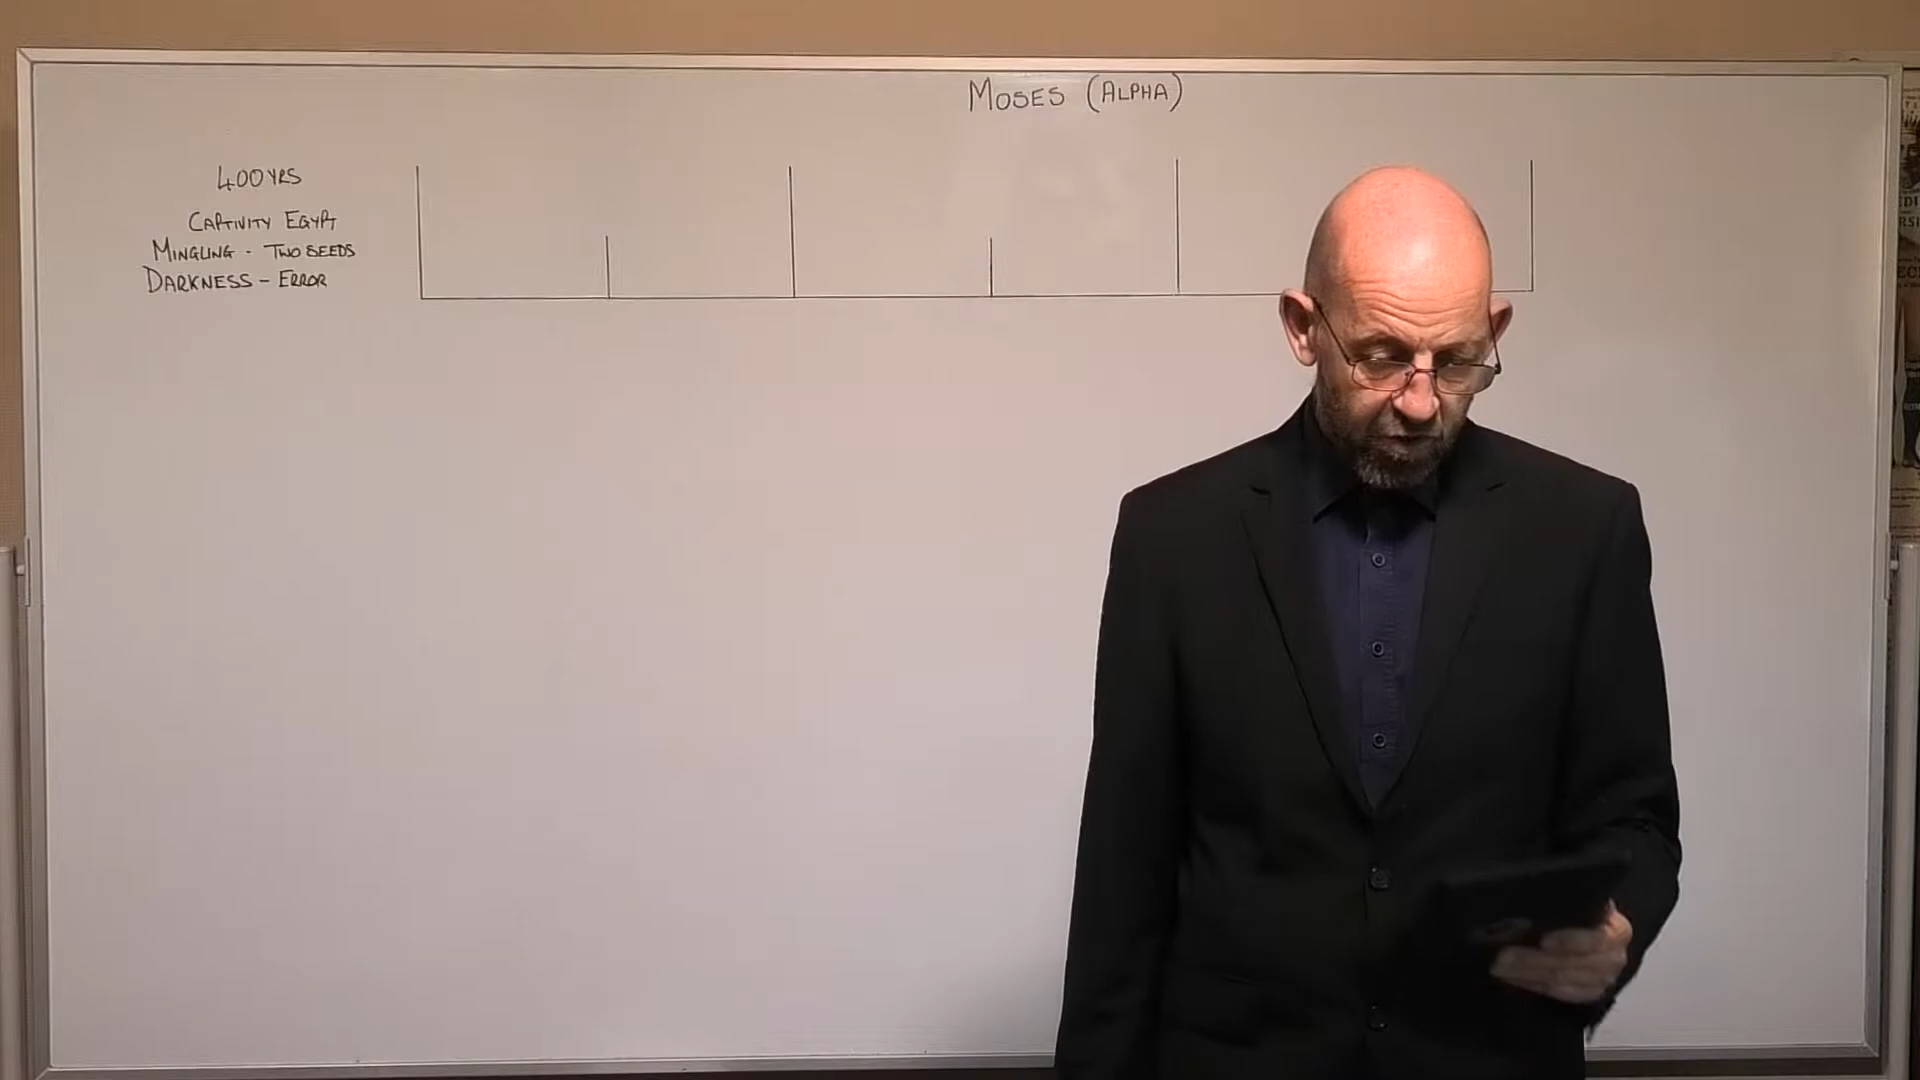 MOSES (ALPHA)
400 YRS
CAPTIVITY EGYPT
MINGLING - TWO SEEDS
DARKNESS - ERROR